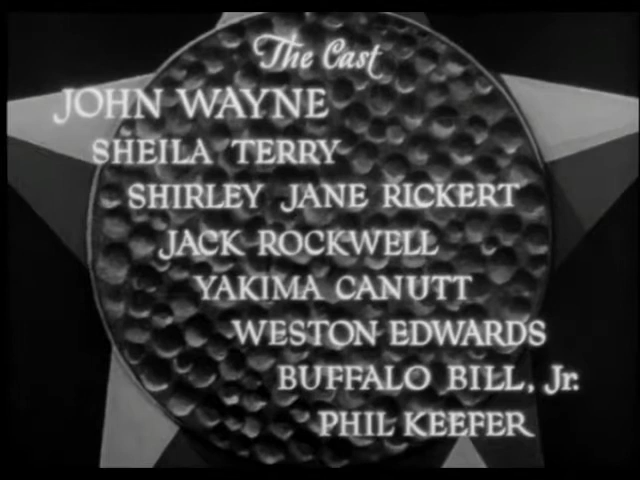 The Cast
JOHN WAYNE
SHEILA TERRY
SHIRLEY JANE RICKERT
JACK ROCKWELL
YAKIMA CANUTT
WESTON EDWARDS
BUFFALO BILL, Jr.
PHIL KEEFER